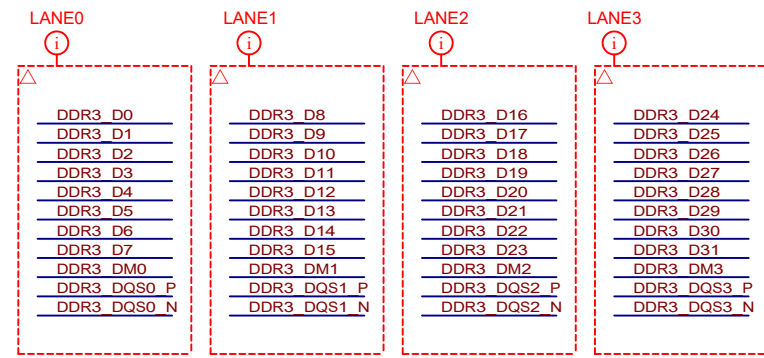 LANE0
i
DDR3_D0
DDR3_D1
DDR3_D2
DDR3_D3
DDR3_D4
DDR3_D5
DDR3_D6
DDR3_D7
DDR3_DM0
DDR3_DQS0_P
DDR3_DQS0_N
LANE1
i
DDR3_D8
DDR3_D9
DDR3_D10
DDR3_D11
DDR3_D12
DDR3_D13
DDR3_D14
DDR3_D15
DDR3_DM1
DDR3_DQS1_P
DDR3_DQS1_N
LANE2
i
DDR3_D16
DDR3_D17
DDR3_D18
DDR3_D19
DDR3_D20
DDR3_D21
DDR3_D22
DDR3_D23
DDR3_DM2
DDR3_DQS2_P
DDR3_DQS2_N
LANE3
i
DDR3_D24
DDR3_D25
DDR3_D26
DDR3_D27
DDR3_D28
DDR3_D29
DDR3_D30
DDR3_D31
DDR3_DM3
DDR3_DQS3_P
DDR3_DQS3_N